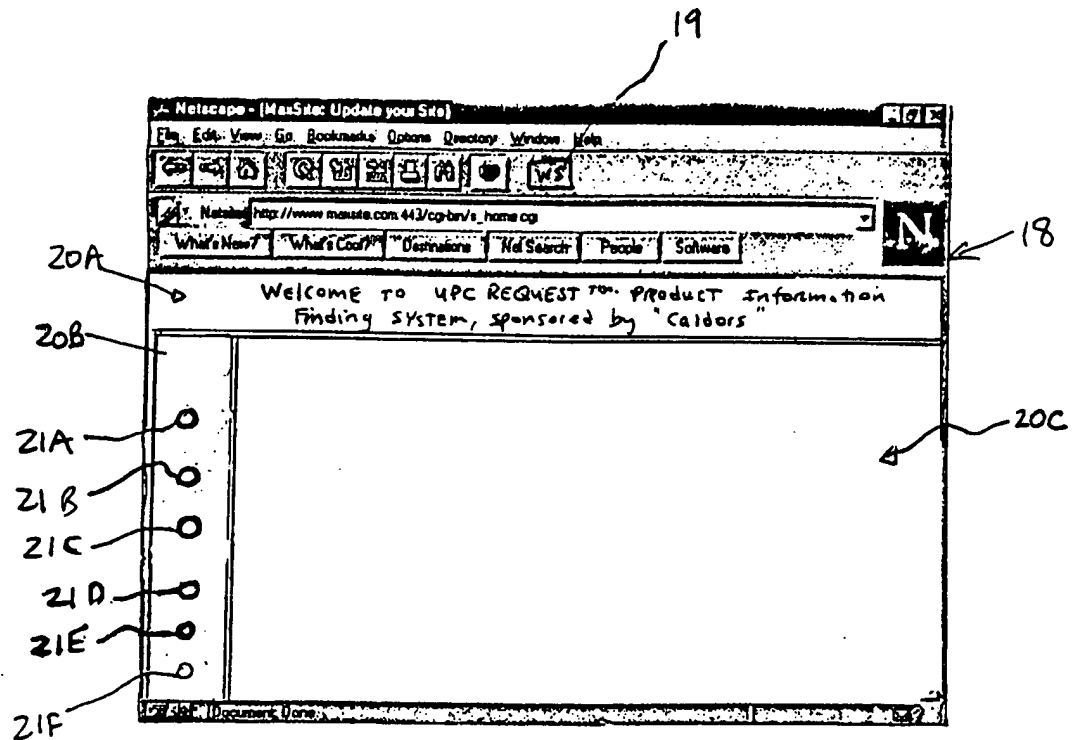 19
Netscape - [MaxSite: Update your Site]
File Edit View Go Bookmarks Options Directory Window Help
WS
http://www.maxsite.com:443/cgi-bin/s_home.cgi
N
What's New? What's Cool? Destinations Net Search People Software
18
20A
Welcome to UPC REQUEST™ Product Information
Finding System, sponsored by "Caldors"
20B
20C
21A
21B
21C
21D
21E
21F
Document: Done